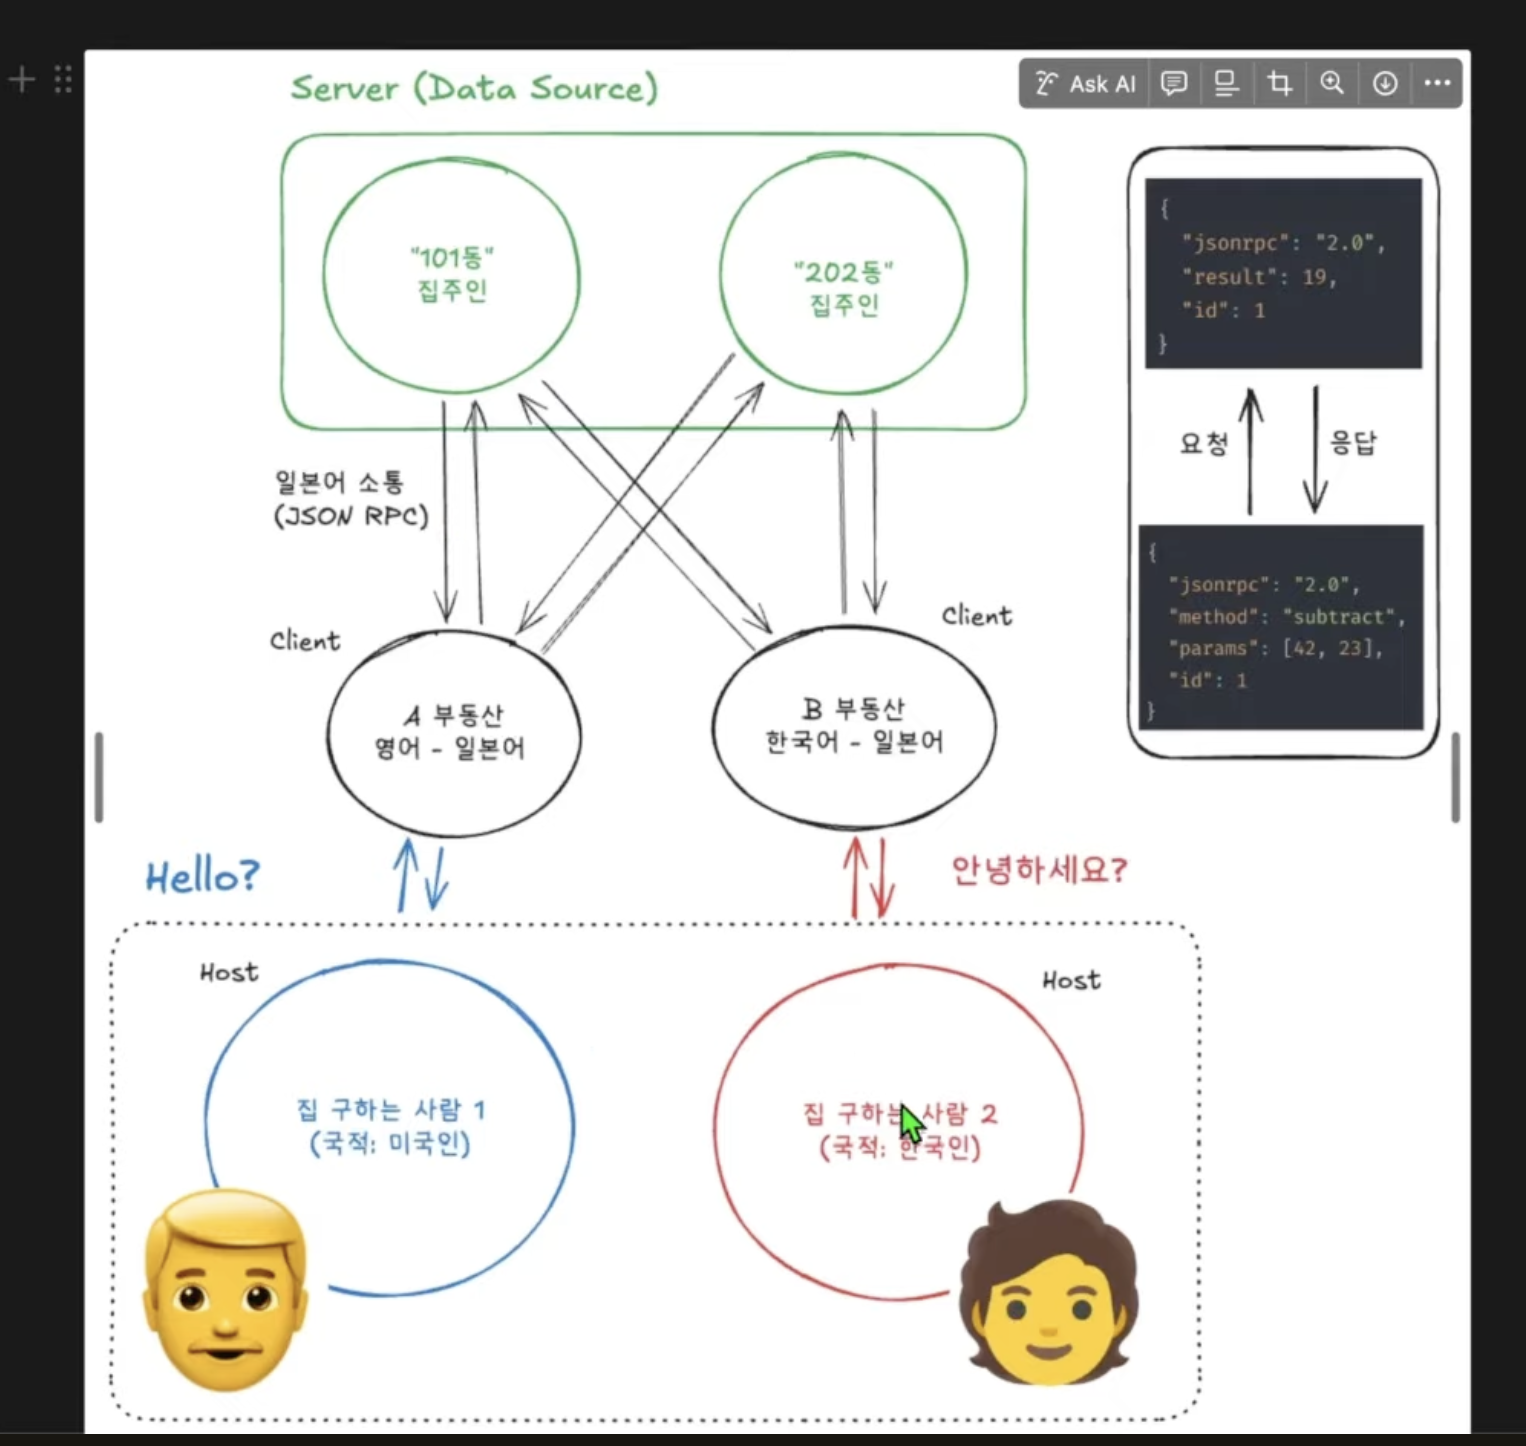 Server (Data Source)
Ask AI
"101동"
집주인
"202동"
집주인
{
"jsonrpc": "2.0",
"result": 19,
"id": 1
}
요청
응답
{
"jsonrpc": "2.0",
"method": "subtract",
"params": [42, 23],
"id": 1
}
일본어 소통
(JSON RPC)
Client
Client
A 부동산
영어 - 일본어
B 부동산
한국어 - 일본어
Hello?
안녕하세요?
Host
Host
집 구하는 사람 1
(국적: 미국인)
집 구하는 사람 2
(국적: 한국인)